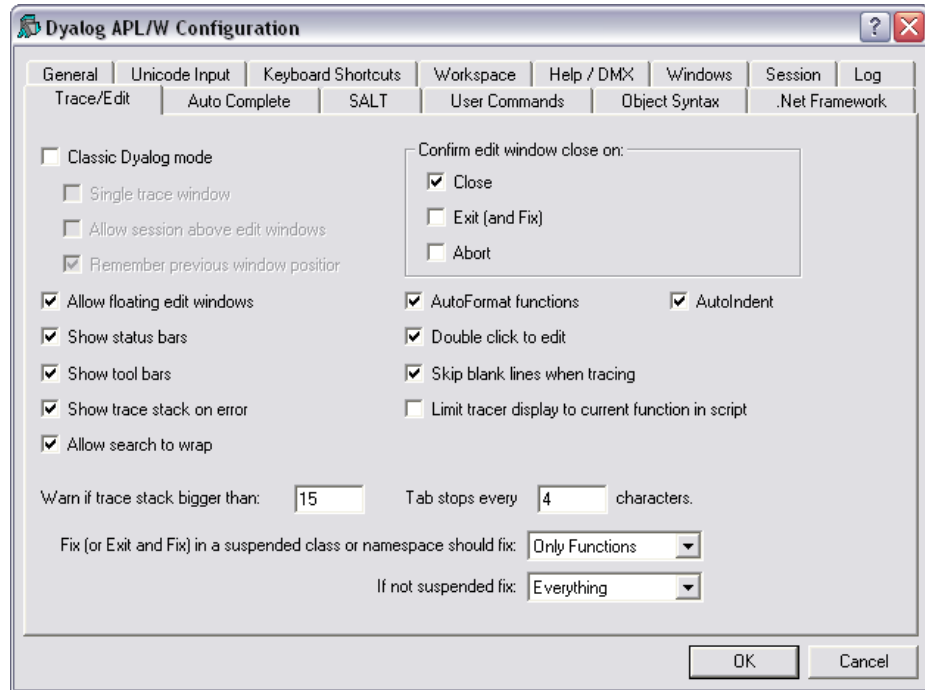 Dyalog APL/W Configuration
General Unicode Input Keyboard Shortcuts Workspace Help / DMX Windows Session Log
Trace/Edit Auto Complete SALT User Commands Object Syntax .Net Framework
Classic Dyalog mode
Single trace window
Allow session above edit windows
Remember previous window position
Confirm edit window close on:
Close
Exit (and Fix)
Abort
Allow floating edit windows
AutoFormat functions AutoIndent
Show status bars
Double click to edit
Show tool bars
Skip blank lines when tracing
Show trace stack on error
Limit tracer display to current function in script
Allow search to wrap
Warn if trace stack bigger than: 15 Tab stops every 4 characters.
Fix (or Exit and Fix) in a suspended class or namespace should fix: Only Functions
If not suspended fix: Everything
OK Cancel